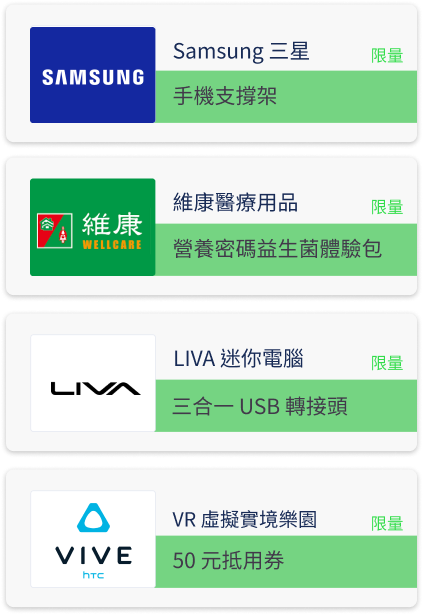 Samsung 三星
限量
SAMSUNG
手機支撐架
維康醫療用品
限量
維康
WELLCARE
營養密碼益生菌體驗包
LIVA 迷你電腦
限量
LIVA
三合一 USB 轉接頭
VR 虛擬實境樂園
限量
VIVE
htc
50 元抵用券